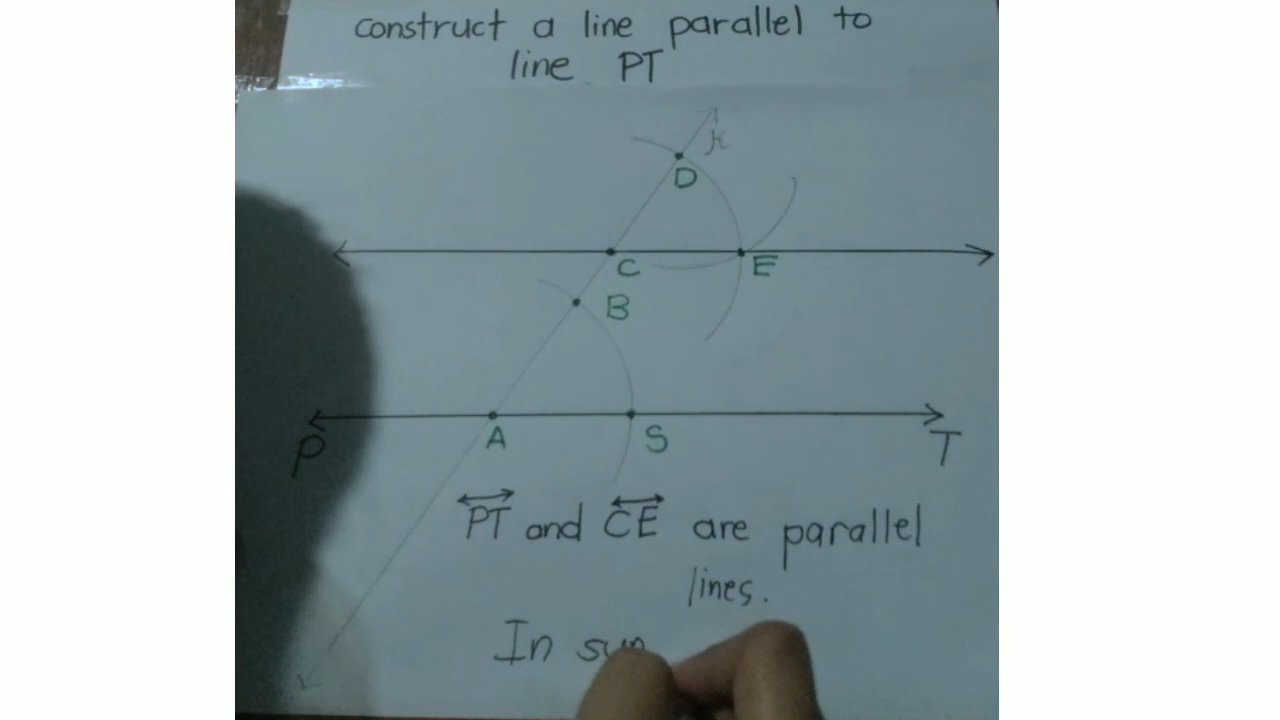 construct a line parallel to
line PT
k
D
C E
B
A S
P T
PT and CE are parallel
lines.
In